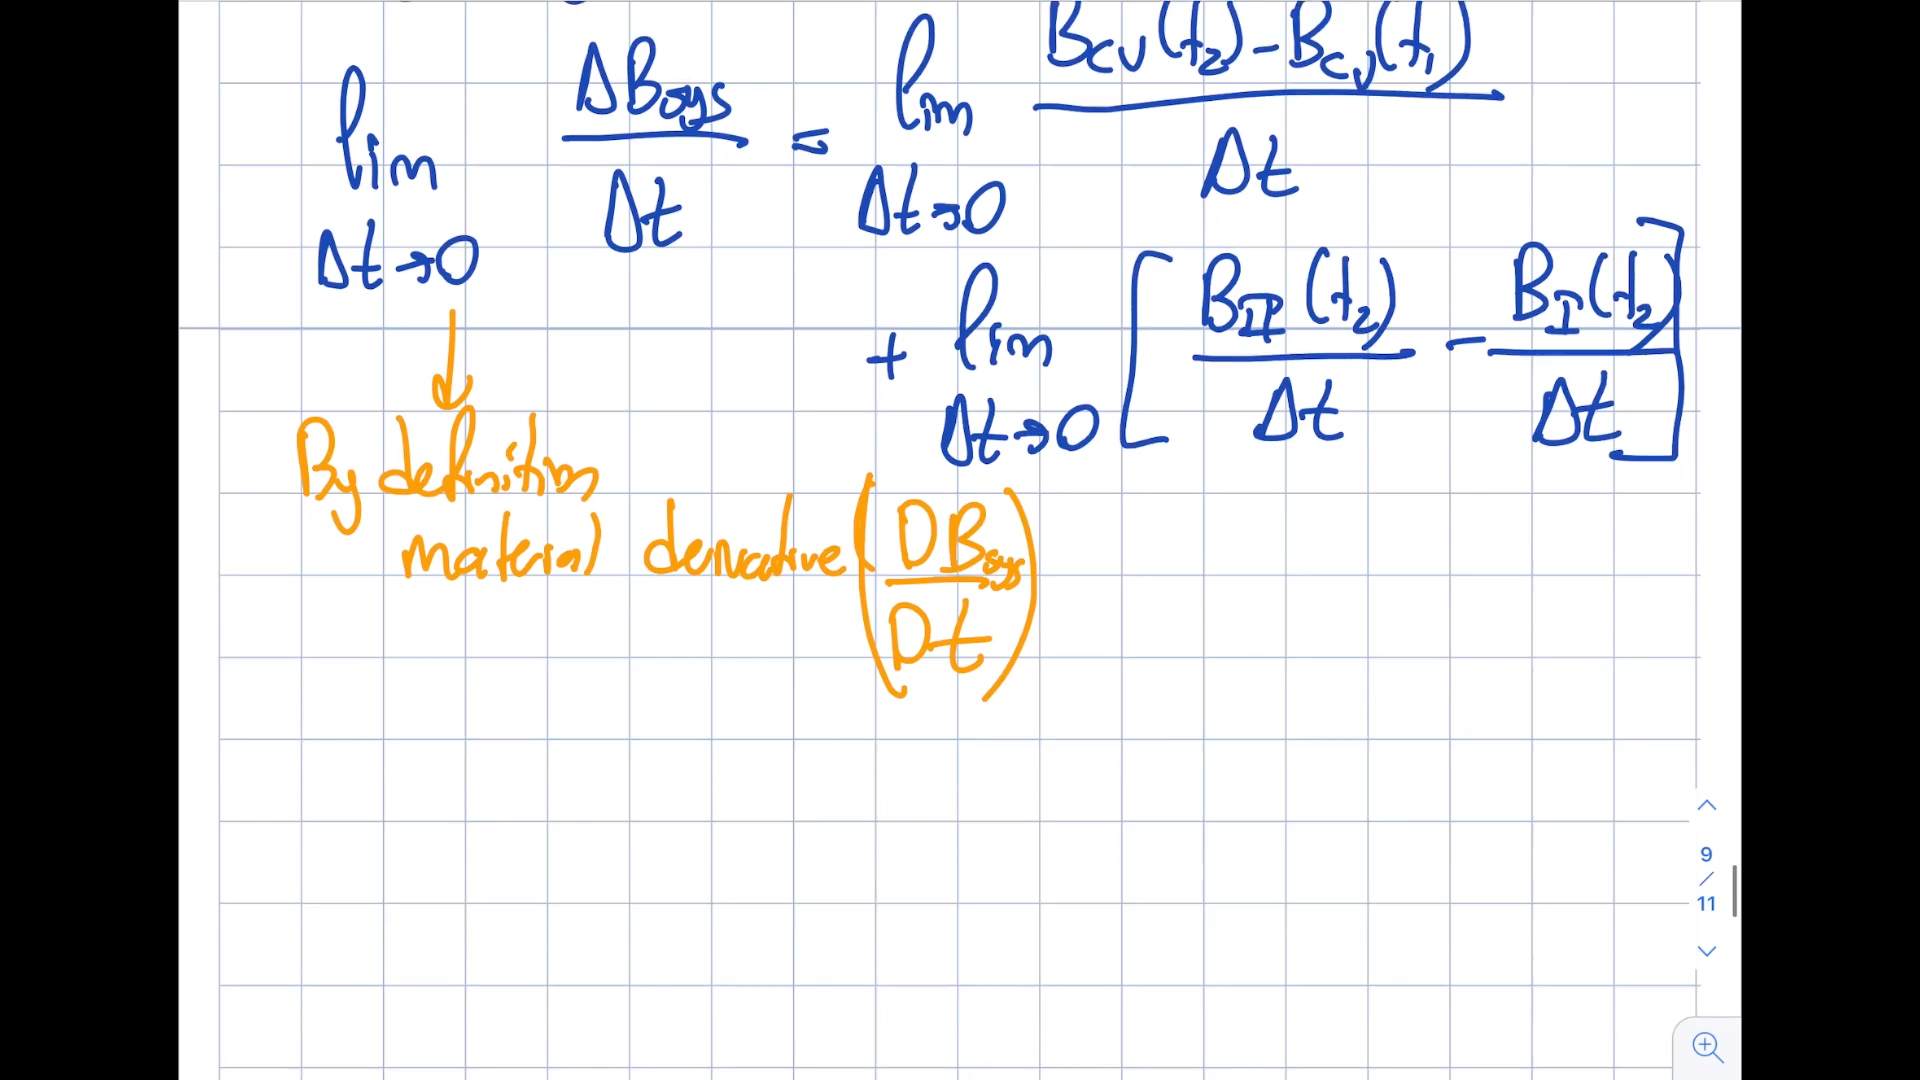 lim Δt→0 ΔBsys/Δt = lim Δt→0 (BCV(t2) - BCV(t1))/Δt
+ lim Δt→0 [BII(t2)/Δt - BI(t2)/Δt]
By definition
material derivative (DBsys/Dt)
9
/
11